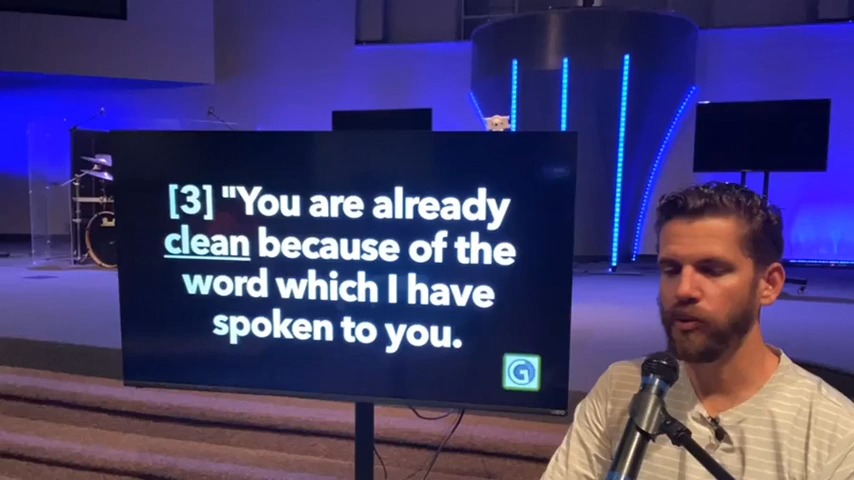 [3] "You are already
clean because of the
word which I have
spoken to you.
G